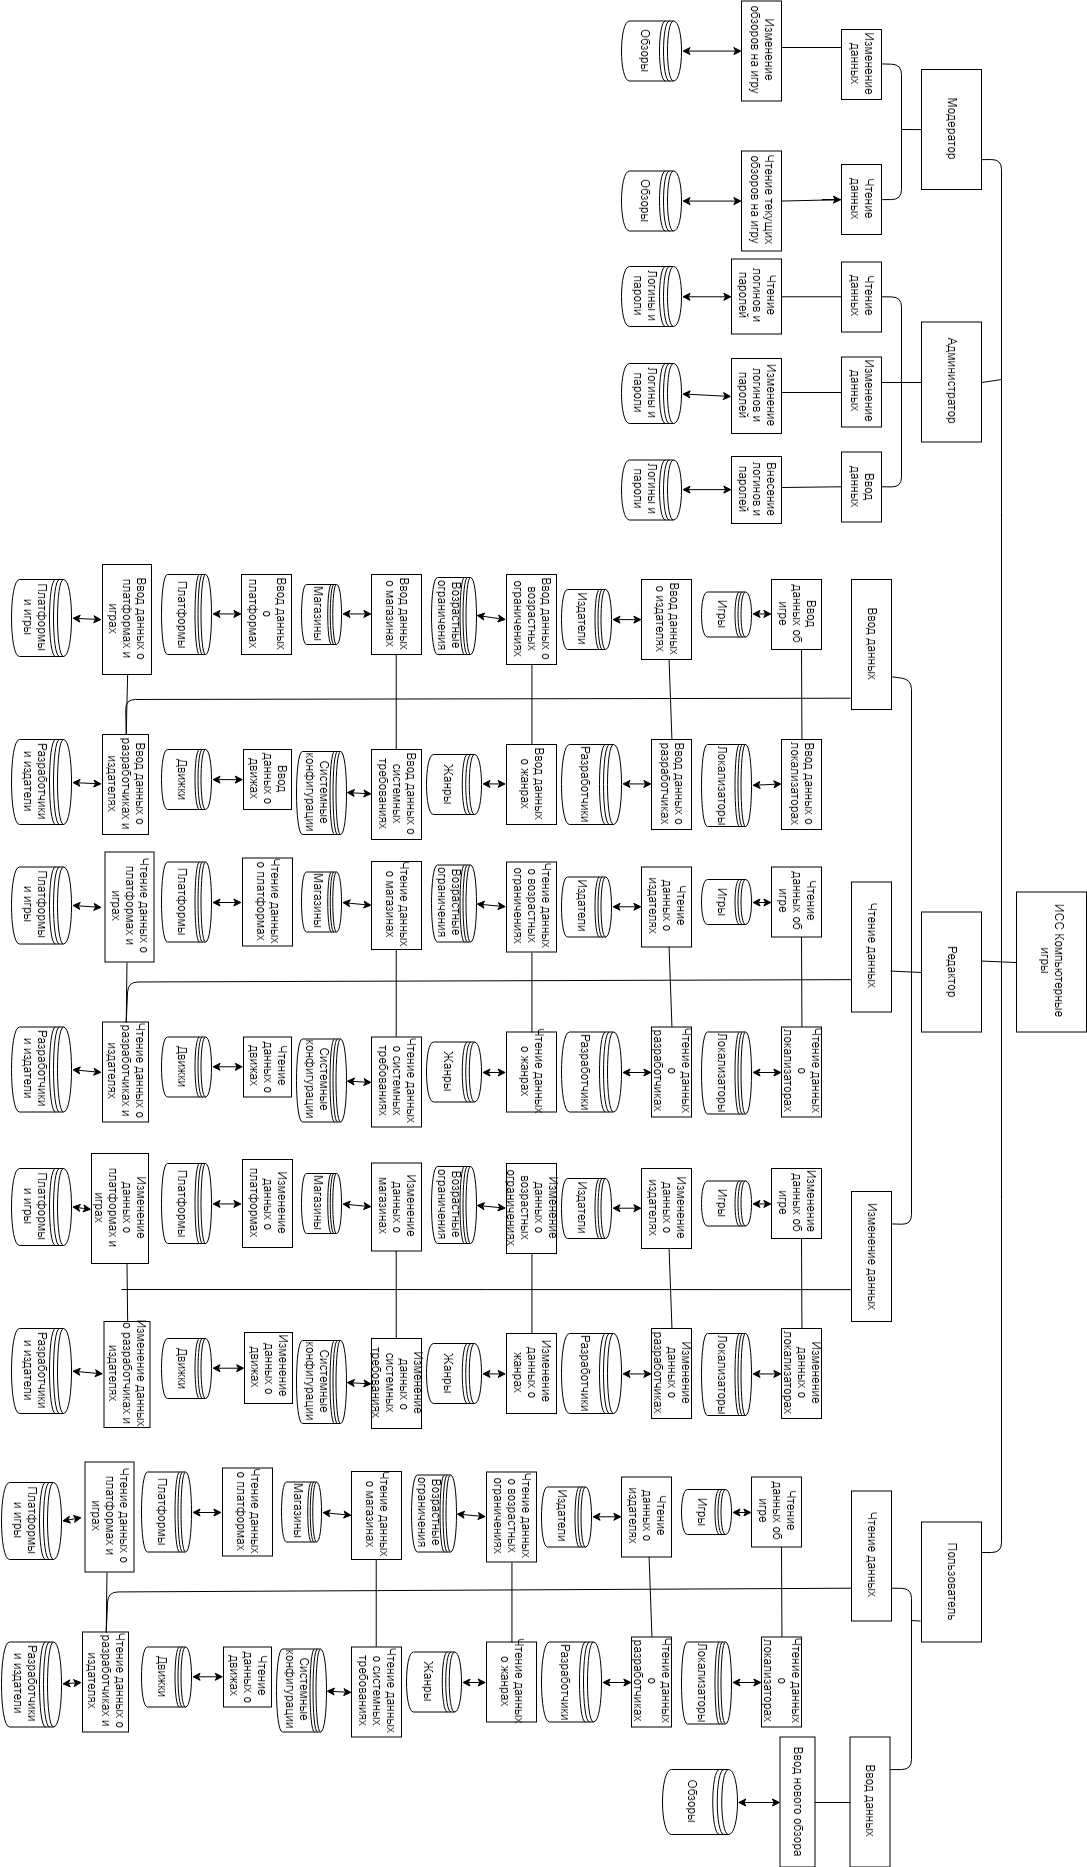 ИСС Компьютерные
игры
Модератор
Изменение
данных
Изменение
обзоров на игру
Обзоры
Чтение
данных
Чтение текущих
обзоров на игру
Обзоры
Администратор
Чтение
данных
Чтение
логинов и
паролей
Логины и
пароли
Изменение
данных
Изменение
логинов и
паролей
Логины и
пароли
Ввод
данных
Внесение
логинов и
паролей
Логины и
пароли
Редактор
Ввод данных
Ввод
данных об
игре
Игры
Ввод данных о
локализаторах
Локализаторы
Ввод данных
о издателях
Издатели
Ввод данных о
разработчиках
Разработчики
Ввод данных о
возрастных
ограничениях
Возрастные
ограничения
Ввод данных
о жанрах
Жанры
Ввод данных
о магазинах
Магазины
Ввод данных о
системных
требованиях
Системные
конфигурации
Ввод данных
о
платформах
Платформы
Ввод
данных о
движках
Движки
Ввод данных о
платформах и
играх
Платформы
и игры
Ввод данных о
разработчиках и
издателях
Разработчики
и издатели
Чтение данных
Чтение
данных об
игре
Игры
Чтение данных
о
локализаторах
Локализаторы
Чтение
данных о
издателях
Издатели
Чтение данных
о
разработчиках
Разработчики
Чтение данных
о возрастных
ограничениях
Возрастные
ограничения
Чтение данных
о жанрах
Жанры
Чтение данных
о магазинах
Магазины
Чтение данных
о системных
требованиях
Системные
конфигурации
Чтение данных
о платформах
Платформы
Чтение
данных о
движках
Движки
Чтение данных о
платформах и
играх
Платформы
и игры
Чтение данных о
разработчиках и
издателях
Разработчики
и издатели
Изменение данных
Изменение
данных об
игре
Игры
Изменение
данных о
локализаторах
Локализаторы
Изменение
данных о
издателях
Издатели
Изменение
данных о
разработчиках
Разработчики
Изменение
данных о
возрастных
ограничениях
Возрастные
ограничения
Изменение
данных о
жанрах
Жанры
Изменение
данных о
магазинах
Магазины
Изменение
данных о
системных
требованиях
Системные
конфигурации
Изменение
данных о
платформах
Платформы
Изменение
данных о
движках
Движки
Изменение
данных о
платформах и
играх
Платформы
и игры
Изменение данных
о разработчиках и
издателях
Разработчики
и издатели
Пользователь
Чтение данных
Чтение
данных об
игре
Игры
Чтение данных
о
локализаторах
Локализаторы
Чтение
данных о
издателях
Издатели
Чтение данных
о
разработчиках
Разработчики
Чтение данных
о возрастных
ограничениях
Возрастные
ограничения
Чтение данных
о жанрах
Жанры
Чтение данных
о магазинах
Магазины
Чтение данных
о системных
требованиях
Системные
конфигурации
Чтение данных
о платформах
Платформы
Чтение
данных о
движках
Движки
Чтение данных о
платформах и
играх
Платформы
и игры
Чтение данных о
разработчиках и
издателях
Разработчики
и издатели
Ввод данных
Ввод нового обзора
Обзоры